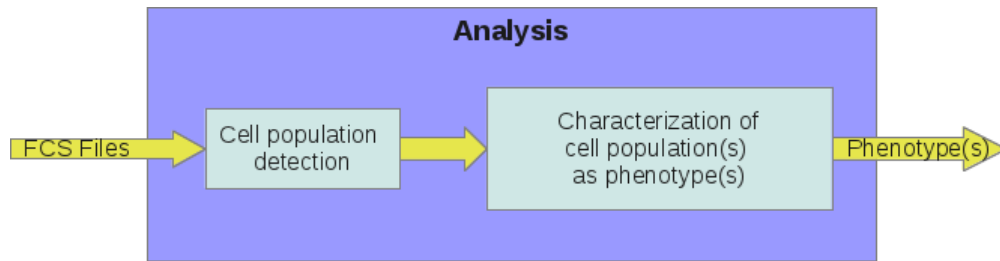 Analysis
FCS Files
Cell population
detection
Characterization of
cell population(s)
as phenotype(s)
Phenotype(s)